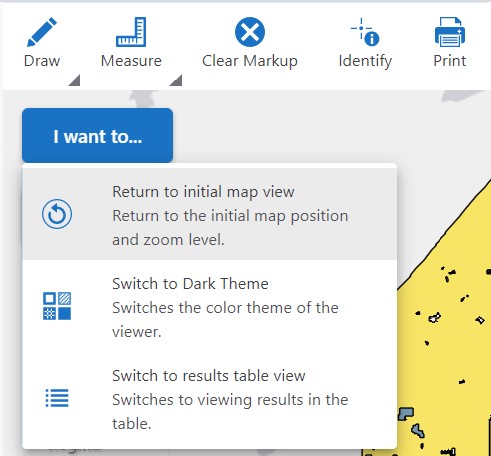 Draw Measure Clear Markup Identify Print
I want to...
Return to initial map view
Return to the initial map position
and zoom level.
Switch to Dark Theme
Switches the color theme of the
viewer.
Switch to results table view
Switches to viewing results in the
table.